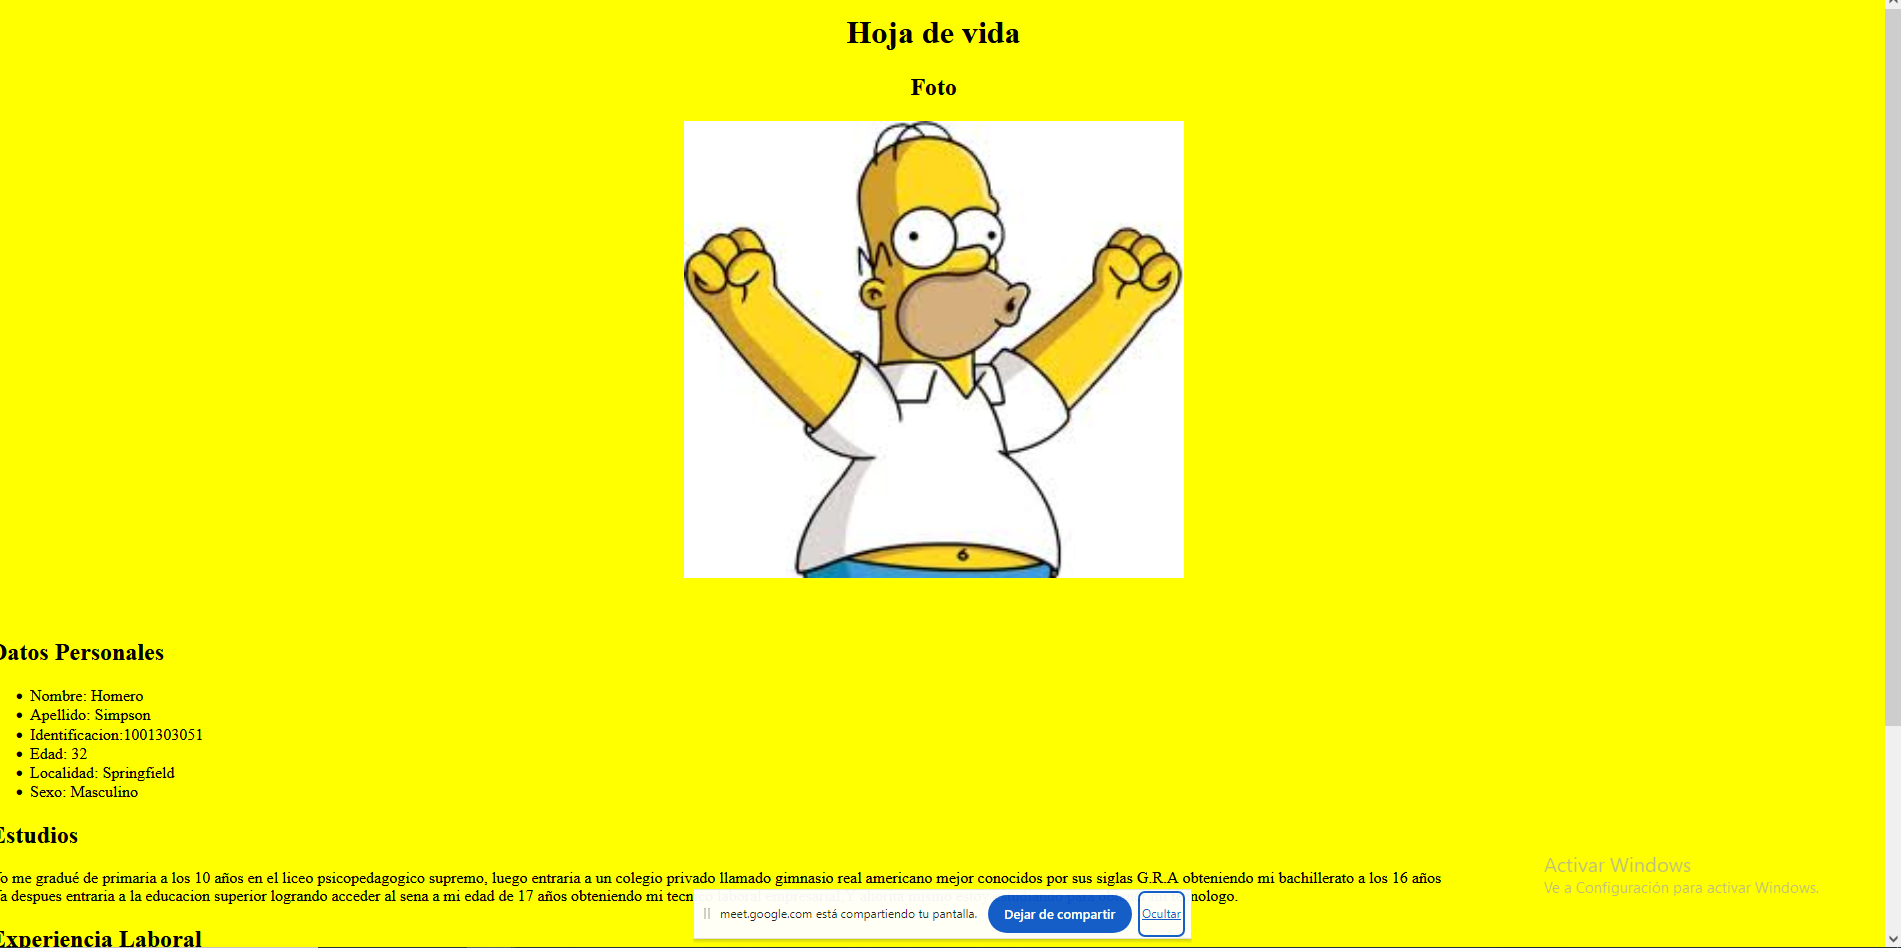 Hoja de vida
Foto
Datos Personales
Nombre: Homero
Apellido: Simpson
Identificacion:1001303051
Edad: 32
Localidad: Springfield
Sexo: Masculino
Estudios
Yo me gradué de primaria a los 10 años en el liceo psicopedagogico supremo, luego entraria a un colegio privado llamado gimnasio real americano mejor conocidos por sus siglas G.R.A obteniendo mi bachillerato a los 16 años
Ya despues entraria a la educacion superior logrando acceder al sena a mi edad de 17 años obteniendo mi
Experiencia Laboral
Activar Windows
Ve a Configuración para activar Windows.
meet.google.com está compartiendo tu pantalla.
Dejar de compartir
Ocultar